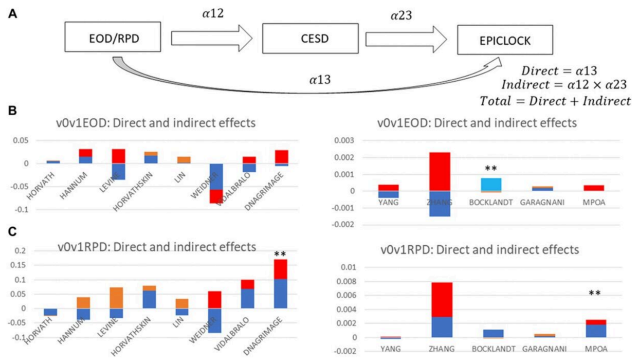 A
EOD/RPD
α12
CESD
α23
EPICLOCK
α13
Direct = α13
Indirect = α12 × α23
Total = Direct + Indirect
B
v0v1EOD: Direct and indirect effects
0.05
0
-0.05
-0.1
HORVATH
HANNUM
LEVINE
HORVATHSKIN
LIN
WEIDNER
VIDALBRALO
DNAGRIMAGE
v0v1EOD: Direct and indirect effects
0.003
0.002
0.001
0
-0.001
-0.002
**
YANG
ZHANG
BOCKLANDT
GARAGNANI
MPOA
C
v0v1RPD: Direct and indirect effects
0.2
0.15
0.1
0.05
0
-0.05
-0.1
**
HORVATH
HANNUM
LEVINE
HORVATHSKIN
LIN
WEIDNER
VIDALBRALO
DNAGRIMAGE
v0v1RPD: Direct and indirect effects
0.01
0.008
0.006
0.004
0.002
0
-0.002
**
YANG
ZHANG
BOCKLANDT
GARAGNANI
MPOA